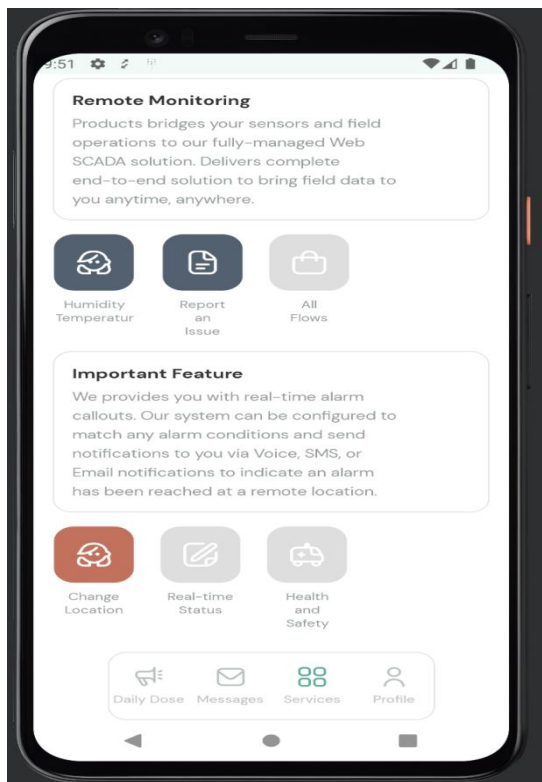 9:51
Remote Monitoring
Products bridges your sensors and field
operations to our fully-managed Web
SCADA solution. Delivers complete
end-to-end solution to bring field data to
you anytime, anywhere.
Humidity
Temperatur
Report
an
Issue
All
Flows
Important Feature
We provides you with real-time alarm
callouts. Our system can be configured to
match any alarm conditions and send
notifications to you via Voice, SMS, or
Email notifications to indicate an alarm
has been reached at a remote location.
Change
Location
Real-time
Status
Health
and
Safety
Daily Dose Messages Services Profile